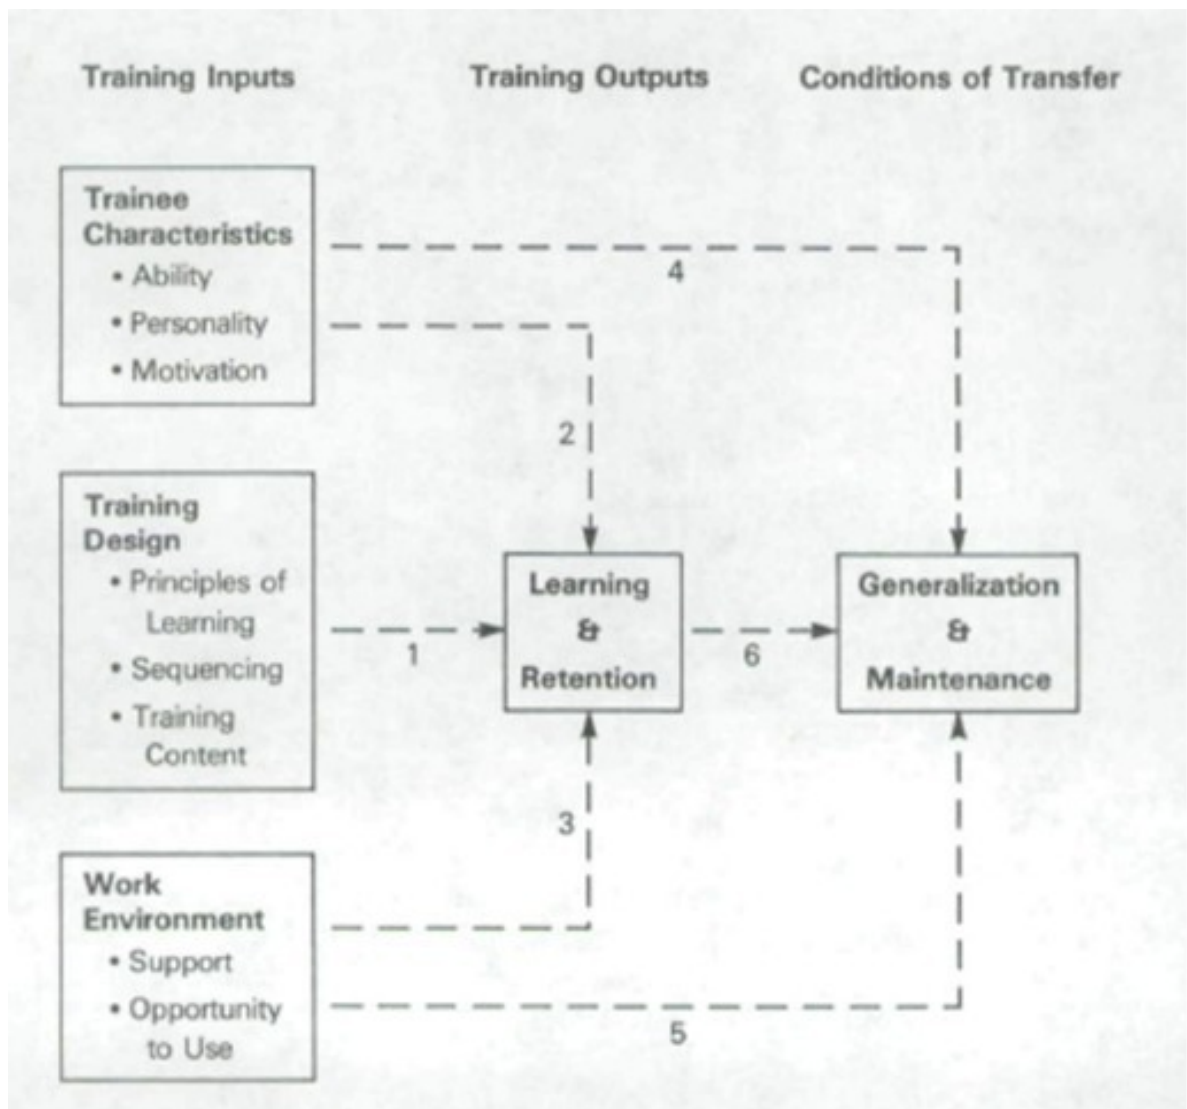 Training Inputs
Training Outputs
Conditions of Transfer
Trainee
Characteristics
• Ability
• Personality
• Motivation
4
2
Training
Design
• Principles of
Learning
• Sequencing
• Training
Content
1
Learning
&
Retention
6
Generalization
&
Maintenance
3
Work
Environment
• Support
• Opportunity
to Use
5